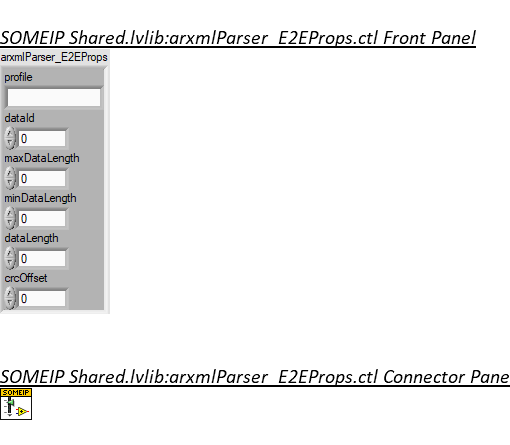 SOMEIP Shared.lvlib:arxmlParser_E2EProps.ctl Front Panel
arxmlParser_E2EProps
profile
dataId
0
maxDataLength
0
minDataLength
0
dataLength
0
crcOffset
0
SOMEIP Shared.lvlib:arxmlParser_E2EProps.ctl Connector Pane
SOMEIP